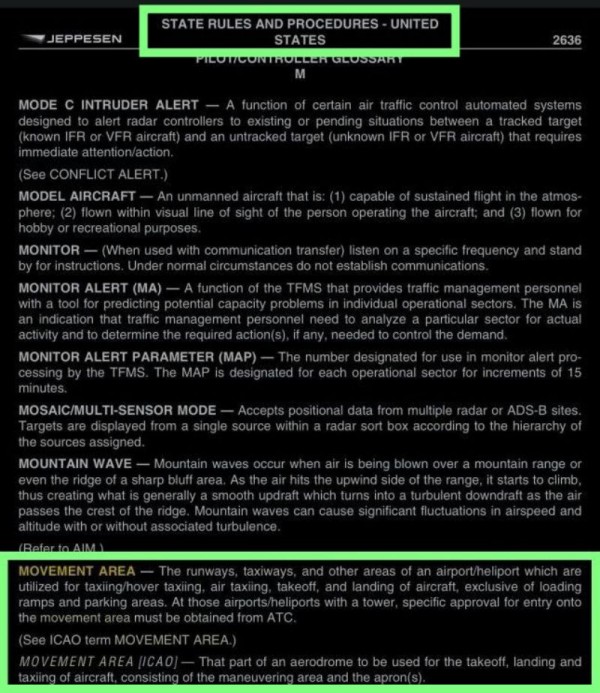 STATE RULES AND PROCEDURES - UNITED
STATES
JEPPESEN
2636
PILOT/CONTROLLER GLOSSARY
M
MODE C INTRUDER ALERT — A function of certain air traffic control automated systems
designed to alert radar controllers to existing or pending situations between a tracked target
(known IFR or VFR aircraft) and an untracked target (unknown IFR or VFR aircraft) that requires
immediate attention/action.
(See CONFLICT ALERT.)
MODEL AIRCRAFT — An unmanned aircraft that is: (1) capable of sustained flight in the atmos-
phere; (2) flown within visual line of sight of the person operating the aircraft; and (3) flown for
hobby or recreational purposes.
MONITOR — (When used with communication transfer) listen on a specific frequency and stand
by for instructions. Under normal circumstances do not establish communications.
MONITOR ALERT (MA) — A function of the TFMS that provides traffic management personnel
with a tool for predicting potential capacity problems in individual operational sectors. The MA is
an indication that traffic management personnel need to analyze a particular sector for actual
activity and to determine the required action(s), if any, needed to control the demand.
MONITOR ALERT PARAMETER (MAP) — The number designated for use in monitor alert pro-
cessing by the TFMS. The MAP is designated for each operational sector for increments of 15
minutes.
MOSAIC/MULTI-SENSOR MODE — Accepts positional data from multiple radar or ADS-B sites.
Targets are displayed from a single source within a radar sort box according to the hierarchy of
the sources assigned.
MOUNTAIN WAVE — Mountain waves occur when air is being blown over a mountain range or
even the ridge of a sharp bluff area. As the air hits the upwind side of the range, it starts to climb,
thus creating what is generally a smooth updraft which turns into a turbulent downdraft as the air
passes the crest of the ridge. Mountain waves can cause significant fluctuations in airspeed and
altitude with or without associated turbulence.
(Refer to AIM.)
MOVEMENT AREA — The runways, taxiways, and other areas of an airport/heliport which are
utilized for taxiing/hover taxiing, air taxiing, takeoff, and landing of aircraft, exclusive of loading
ramps and parking areas. At those airports/heliports with a tower, specific approval for entry onto
the movement area must be obtained from ATC.
(See ICAO term MOVEMENT AREA.)
MOVEMENT AREA [ICAO] — That part of an aerodrome to be used for the takeoff, landing and
taxiing of aircraft, consisting of the maneuvering area and the apron(s).